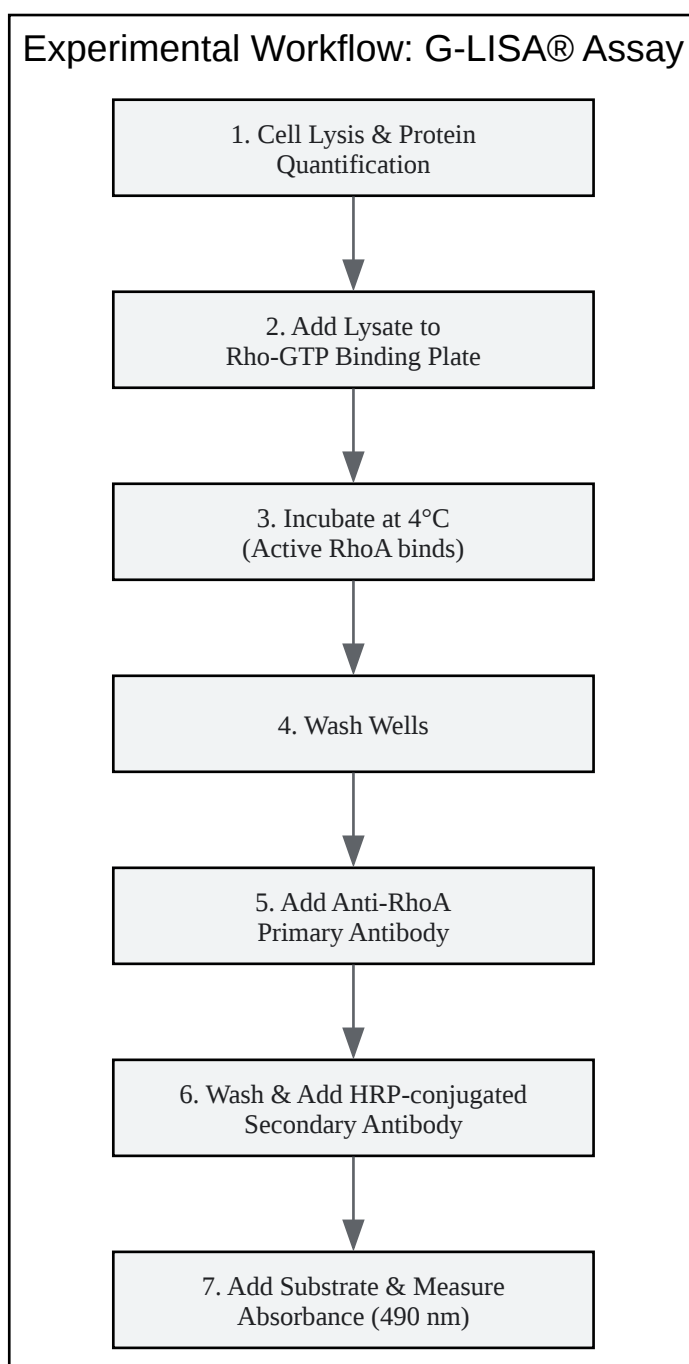 Experimental Workflow: G-LISA® Assay
1. Cell Lysis & Protein
Quantification
2. Add Lysate to
Rho-GTP Binding Plate
3. Incubate at 4°C
(Active RhoA binds)
4. Wash Wells
5. Add Anti-RhoA
Primary Antibody
6. Wash & Add HRP-conjugated
Secondary Antibody
7. Add Substrate & Measure
Absorbance (490 nm)